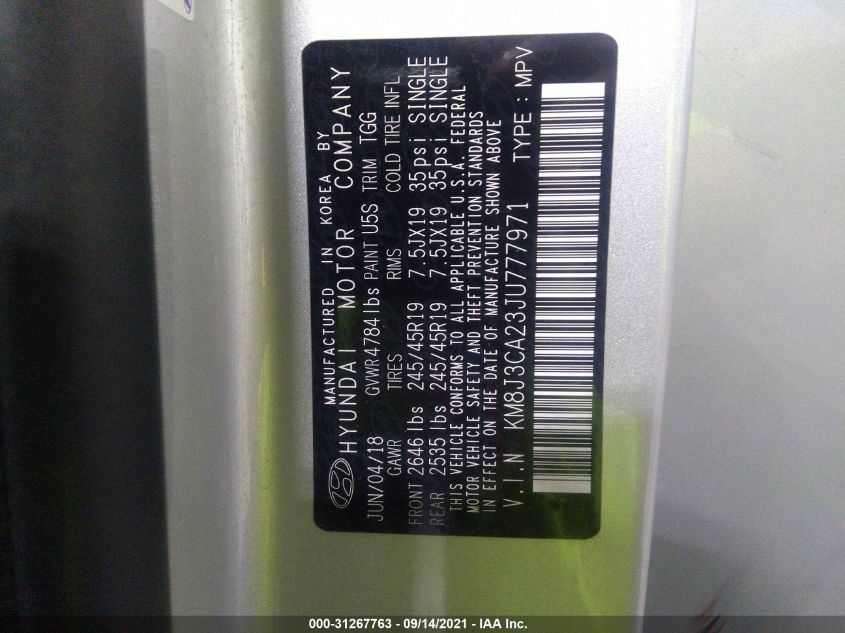 MANUFACTURED IN KOREA BY
HYUNDAI MOTOR COMPANY
JUN/04/18 GVWR 4784 lbs PAINT U5S TRIM TGG
GAWR TIRES RIMS COLD TIRE INFL
FRONT 2646 lbs 245/45R19 7.5JX19 35psi SINGLE
REAR 2535 lbs 245/45R19 7.5JX19 35psi SINGLE
THIS VEHICLE CONFORMS TO ALL APPLICABLE U.S.A. FEDERAL
MOTOR VEHICLE SAFETY AND THEFT PREVENTION STANDARDS
IN EFFECT ON THE DATE OF MANUFACTURE SHOWN ABOVE
V.I.N KM8J3CA23JU777971 TYPE : MPV
000-31267763 - 09/14/2021 - IAA Inc.